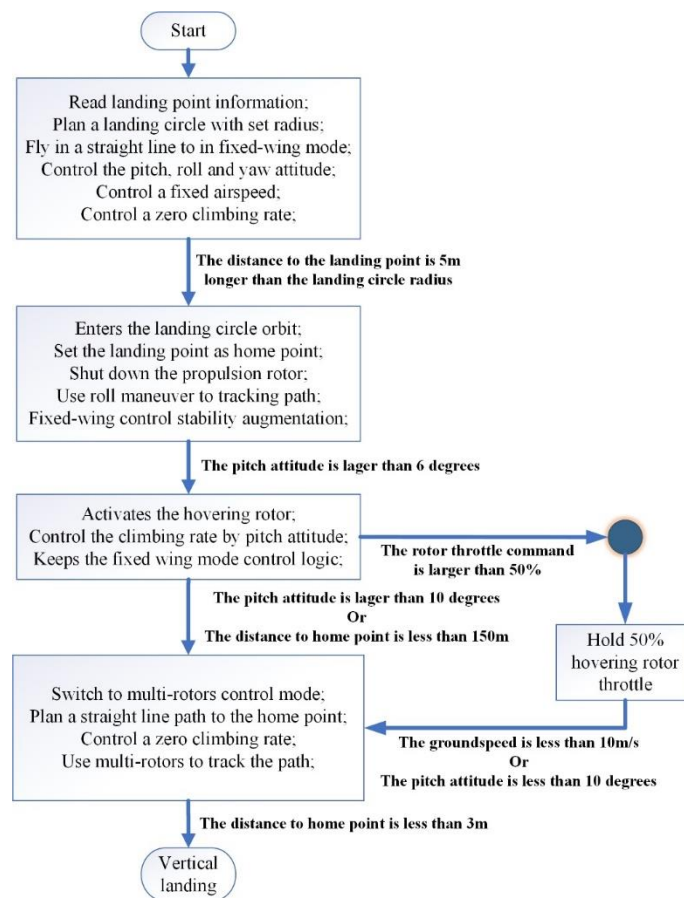 Start
Read landing point information;
Plan a landing circle with set radius;
Fly in a straight line to in fixed-wing mode;
Control the pitch, roll and yaw attitude;
Control a fixed airspeed;
Control a zero climbing rate;
The distance to the landing point is 5m
longer than the landing circle radius
Enters the landing circle orbit;
Set the landing point as home point;
Shut down the propulsion rotor;
Use roll maneuver to tracking path;
Fixed-wing control stability augmentation;
The pitch attitude is lager than 6 degrees
Activates the hovering rotor;
Control the climbing rate by pitch attitude;
Keeps the fixed wing mode control logic;
The rotor throttle command
is larger than 50%
The pitch attitude is lager than 10 degrees
Or
The distance to home point is less than 150m
Hold 50%
hovering rotor
throttle
Switch to multi-rotors control mode;
Plan a straight line path to the home point;
Control a zero climbing rate;
Use multi-rotors to track the path;
The groundspeed is less than 10m/s
Or
The pitch attitude is less than 10 degrees
The distance to home point is less than 3m
Vertical
landing